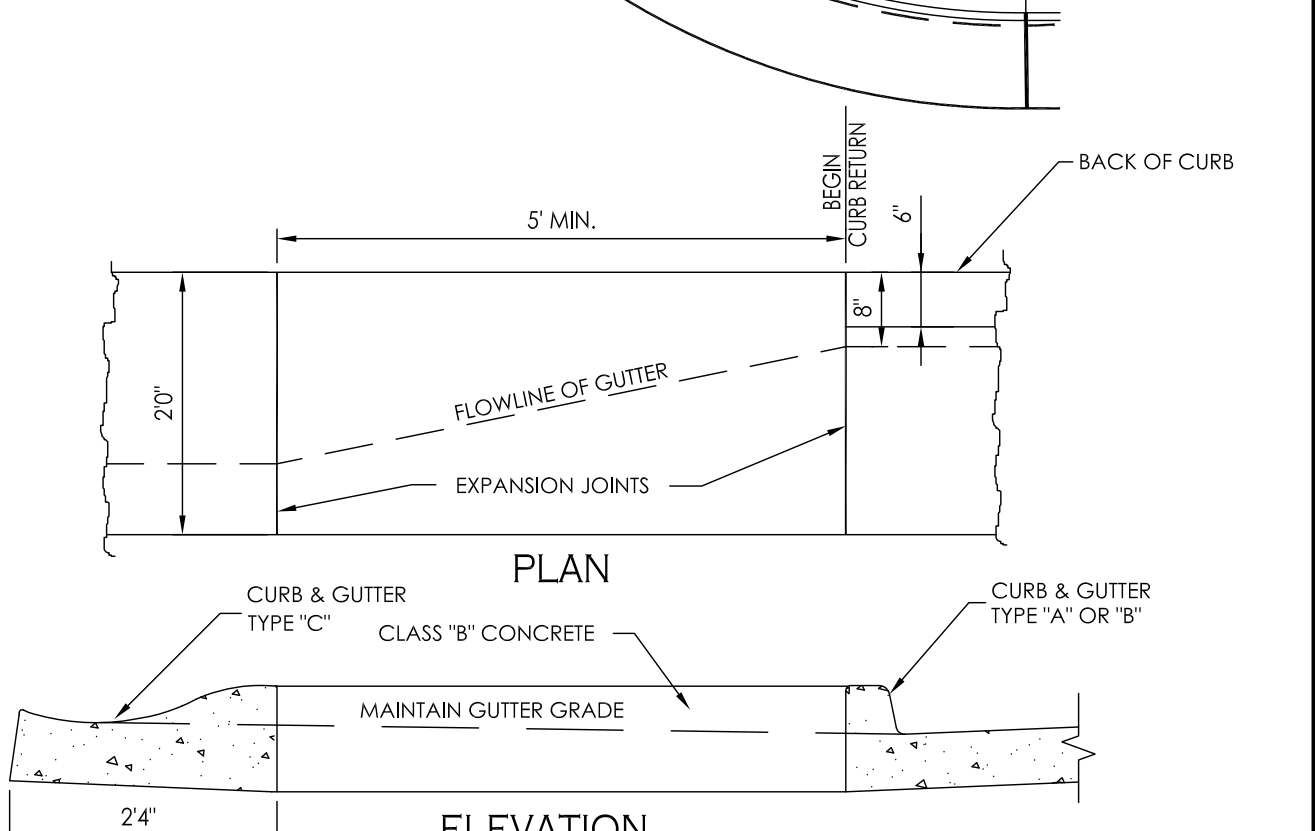 BACK OF CURB
BEGIN
CURB RETURN
6"
5' MIN.
8"
2'0"
FLOWLINE OF GUTTER
EXPANSION JOINTS
PLAN
CURB & GUTTER
TYPE "C"
CLASS "B" CONCRETE
CURB & GUTTER
TYPE "A" OR "B"
MAINTAIN GUTTER GRADE
2'4"
ELEVATION